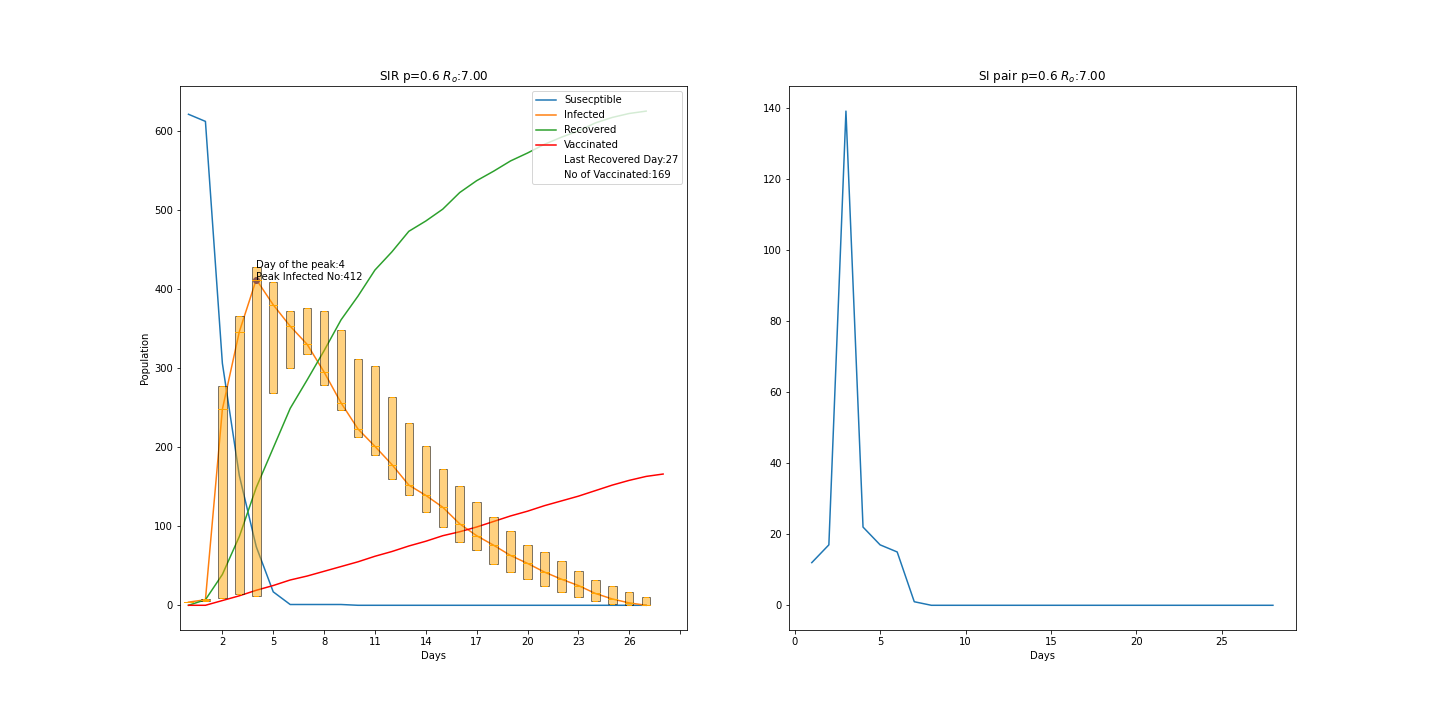 SIR p=0.6 Rₒ:7.00
Susecptible
Infected
Recovered
Vaccinated
Last Recovered Day:27
No of Vaccinated:169
Day of the peak:4
Peak Infected No:412
600
500
400
300
200
100
0
Population
2 5 8 11 14 17 20 23 26
Days
SI pair p=0.6 Rₒ:7.00
140
120
100
80
60
40
20
0
0 5 10 15 20 25
Days